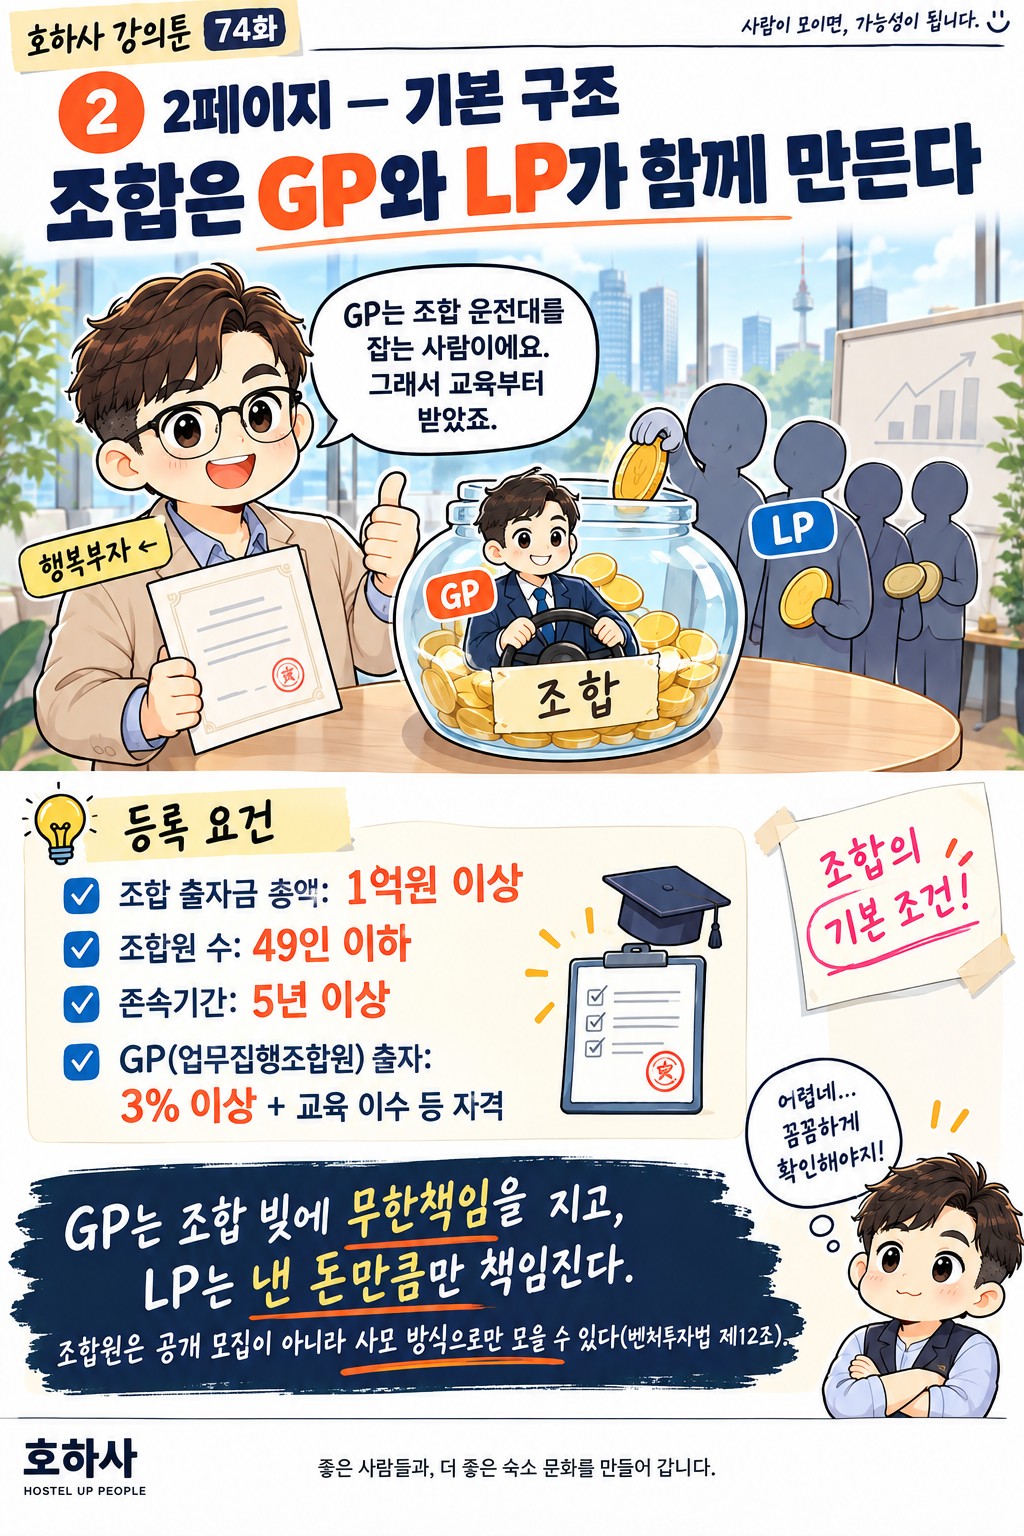 호하사 강의툰 74화
사람이 모이면, 가능성이 됩니다.
2 2페이지 – 기본 구조
조합은 GP와 LP가 함께 만든다
GP는 조합 운전대를
잡는 사람이에요.
그래서 교육부터
받았죠.
행복부자 ←
GP
조합
LP
등록 요건
조합 출자금 총액: 1억원 이상
조합원 수: 49인 이하
존속기간: 5년 이상
GP(업무집행조합원) 출자:
3% 이상 + 교육 이수 등 자격
조합의
기본 조건!
어렵네...
꼼꼼하게
확인해야지!
GP는 조합 빚에 무한책임을 지고,
LP는 낸 돈만큼만 책임진다.
조합원은 공개 모집이 아니라 사모 방식으로만 모을 수 있다(벤처투자법 제12조).
호하사
HOSTEL UP PEOPLE
좋은 사람들과, 더 좋은 숙소 문화를 만들어 갑니다.